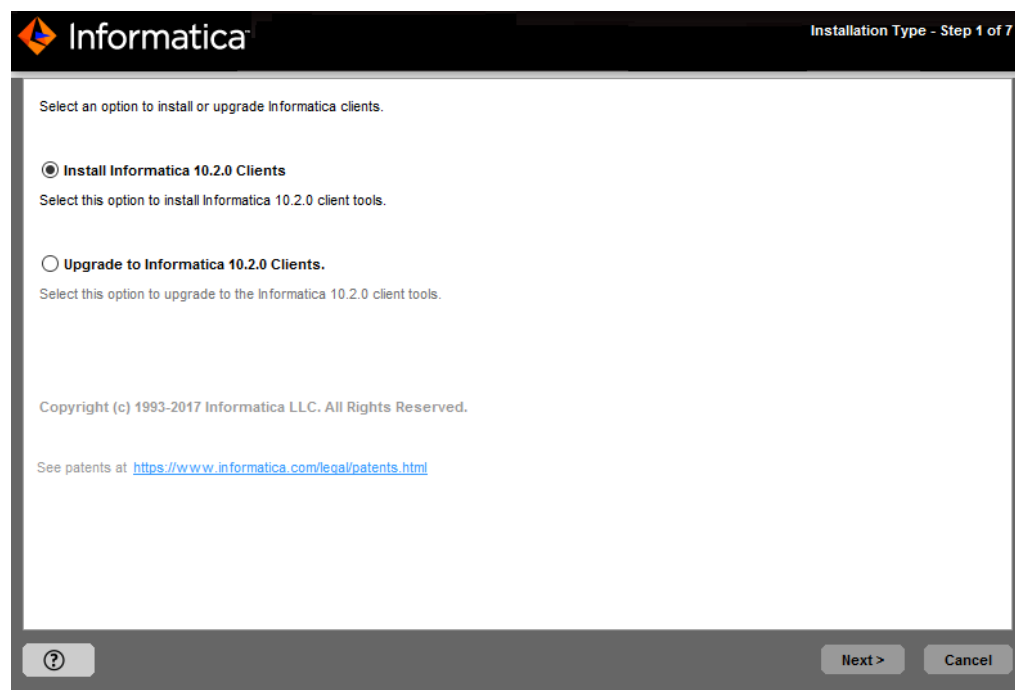 Informatica™
Installation Type - Step 1 of 7
Select an option to install or upgrade Informatica clients.
Install Informatica 10.2.0 Clients
Select this option to install Informatica 10.2.0 client tools.
Upgrade to Informatica 10.2.0 Clients.
Select this option to upgrade to the Informatica 10.2.0 client tools.
Copyright (c) 1993-2017 Informatica LLC. All Rights Reserved.
See patents at https://www.informatica.com/legal/patents.html
?
Next >
Cancel